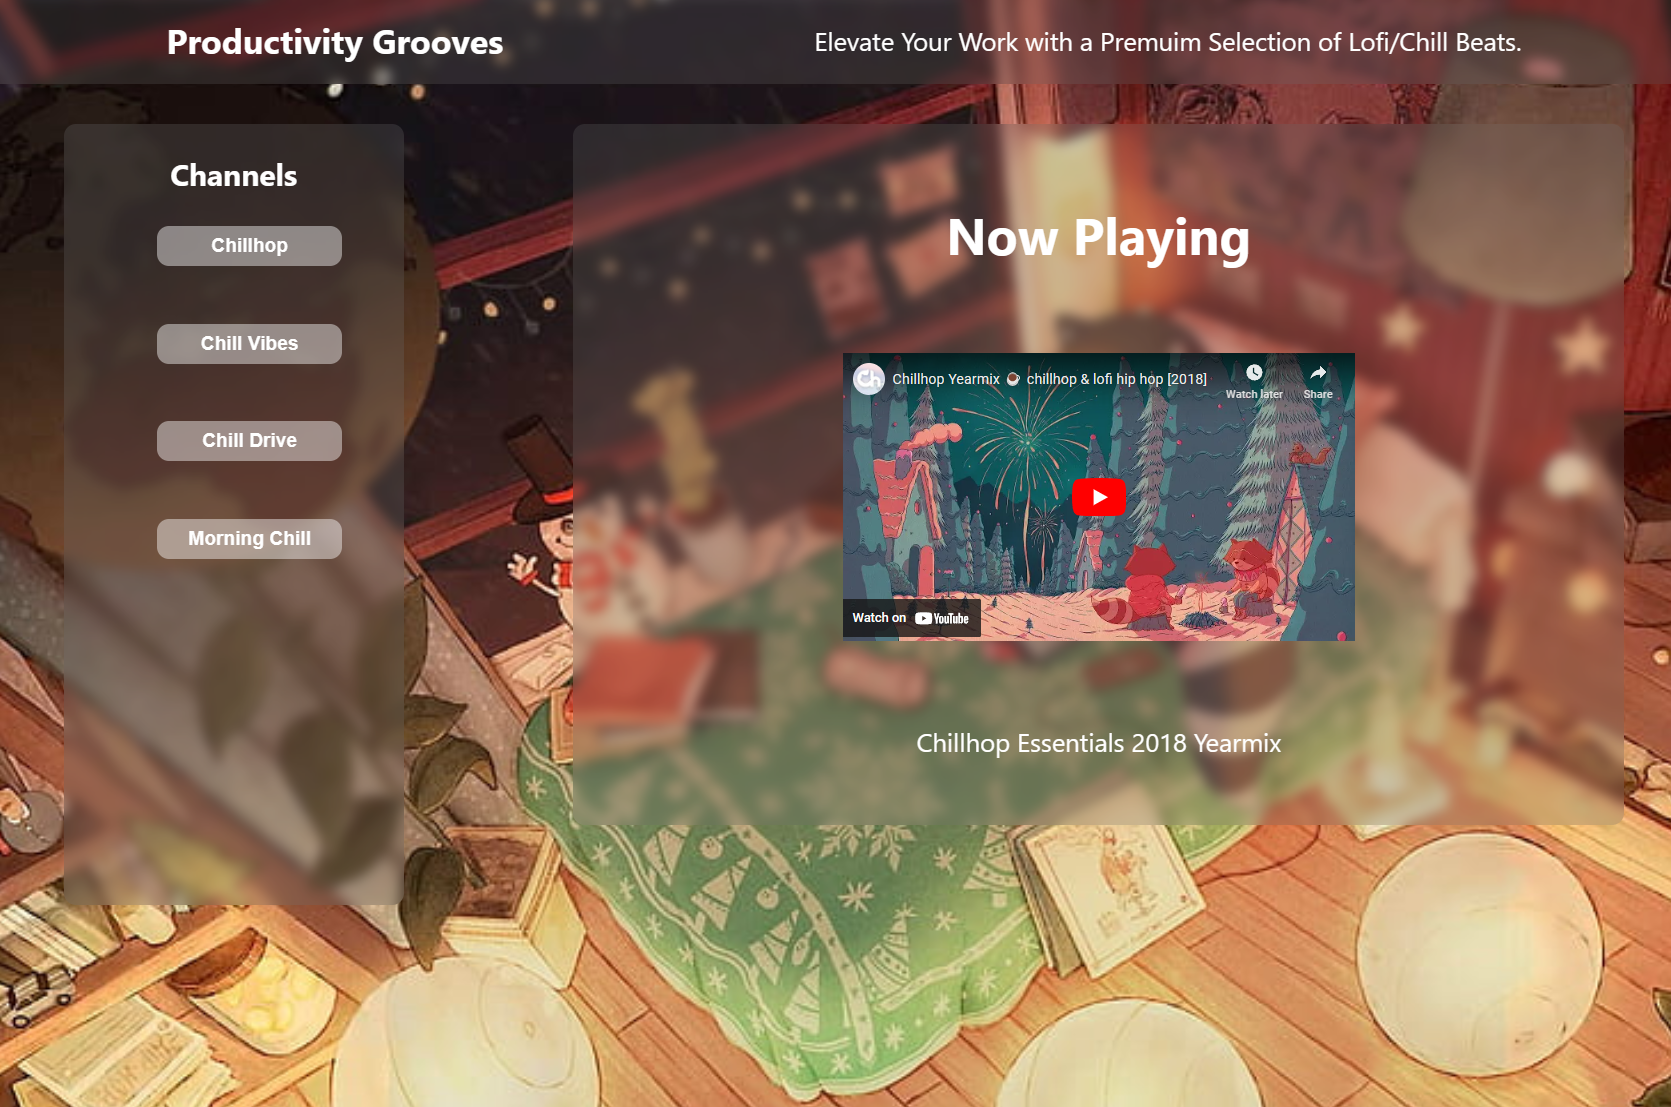 Productivity Grooves
Elevate Your Work with a Premuim Selection of Lofi/Chill Beats.
Channels
Chillhop
Chill Vibes
Chill Drive
Morning Chill
Now Playing
Ch
Chillhop Yearmix ☕ chillhop & lofi hip hop [2018]
Watch later
Share
Watch on YouTube
Chillhop Essentials 2018 Yearmix